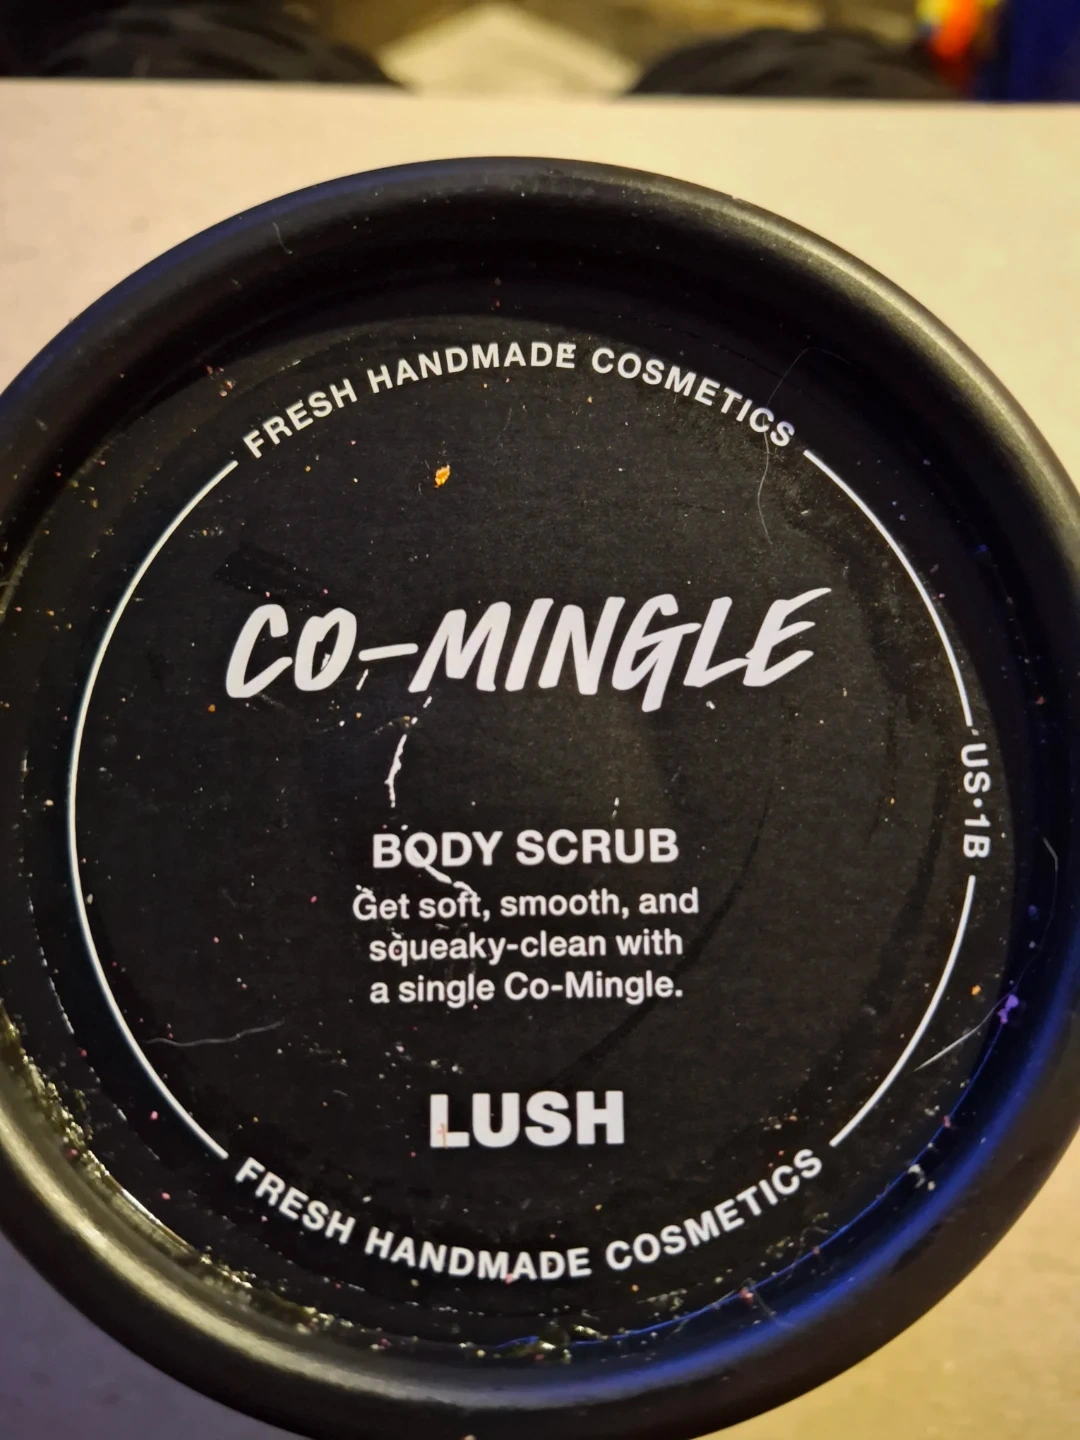 FRESH HANDMADE COSMETICS
CO-MINGLE
US·1B
BODY SCRUB
Get soft, smooth, and
squeaky-clean with
a single Co-Mingle.
LUSH
FRESH HANDMADE COSMETICS